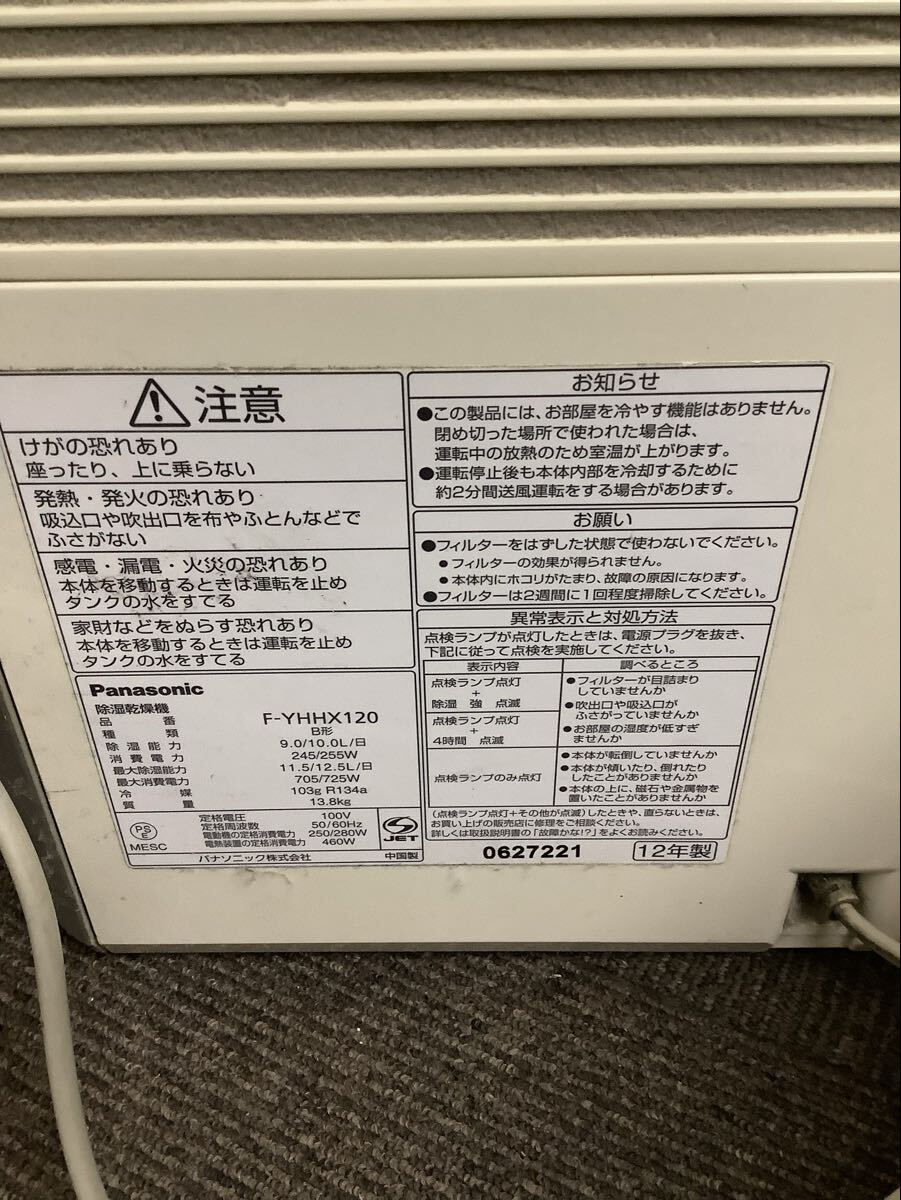 注意
けがの恐れあり
座ったり、上に乗らない
発熱・発火の恐れあり
吸込口や吹出口を布やふとんなどで
ふさがない
感電・漏電・火災の恐れあり
本体を移動するときは運転を止め
タンクの水をすてる
家財などをぬらす恐れあり
本体を移動するときは運転を止め
タンクの水をすてる
Panasonic
除湿乾燥機
品番 F-YHHX120
種類 B形
除湿能力 9.0/10.0L/日
消費電力 245/255W
最大除湿能力 11.5/12.5L/日
最大消費電力 705/725W
冷媒 103g R134a
質量 13.8kg
PSE
MESC
定格電圧 100V
定格周波数 50/60Hz
電動機の定格消費電力 250/280W
電熱装置の定格消費電力 460W
JET
パナソニック株式会社 中国製
お知らせ
●この製品には、お部屋を冷やす機能はありません。
閉め切った場所で使われた場合は、
運転中の放熱のため室温が上がります。
●運転停止後も本体内部を冷却するために
約2分間送風運転をする場合があります。
お願い
●フィルターをはずした状態で使わないでください。
●フィルターの効果が得られません。
●本体内にホコリがたまり、故障の原因になります。
●フィルターは2週間に1回程度掃除してください。
異常表示と対処方法
点検ランプが点灯したときは、電源プラグを抜き、
下記に従って点検を実施してください。
表示内容 調べるところ
点検ランプ点灯
+
除湿 強 点滅
点検ランプ点灯
+
4時間 点滅
●フィルターが目詰まり
していませんか
●吹出口や吸込口が
ふさがっていませんか
●お部屋の温度が低すぎ
ませんか
点検ランプのみ点灯
●本体が転倒していませんか
●本体が傾いたり、倒れたり
したことがありませんか
●本体の上に、磁石や金属物を
置いたことがありませんか
(点検ランプ点灯+その他が点滅)したときや、直らないときは、
お買い上げの販売店に修理をご相談ください。
詳しくは取扱説明書の「故障かな!?」をよくお読みください。
0627221 12年製